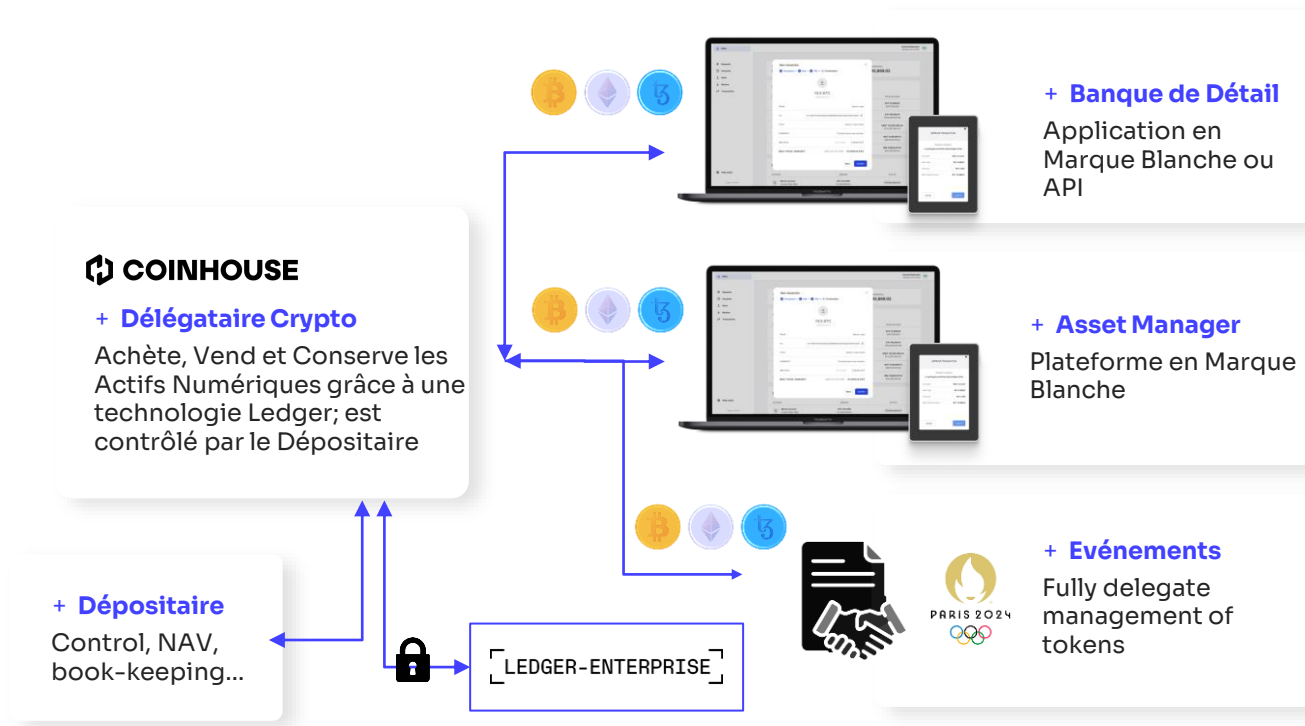 + Banque de Détail
Application en
Marque Blanche ou
API
COINHOUSE
+ Délégataire Crypto
Achète, Vend et Conserve les
Actifs Numériques grâce à une
technologie Ledger; est
contrôlé par le Dépositaire
+ Asset Manager
Plateforme en Marque
Blanche
+ Evénements
Fully delegate
management of
tokens
PARIS 2024
+ Dépositaire
Control, NAV,
book-keeping...
LEDGER-ENTERPRISE